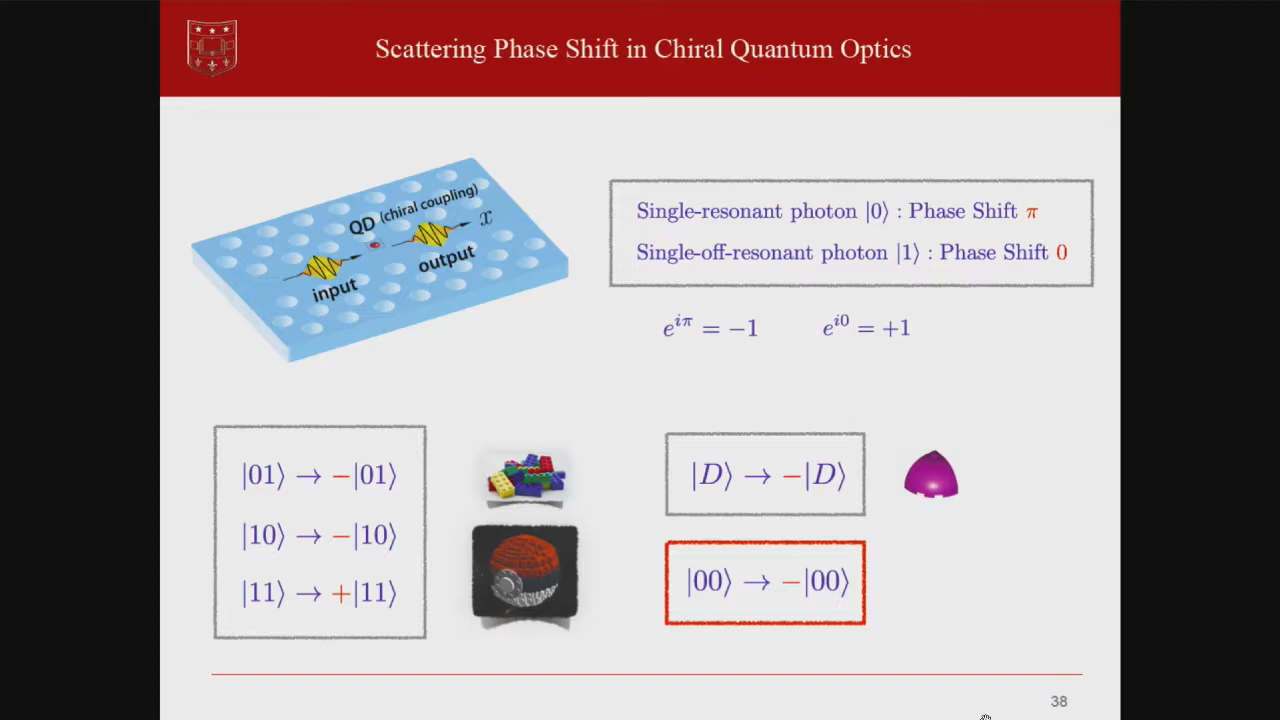 Scattering Phase Shift in Chiral Quantum Optics
QD (chiral coupling)
x
input
output
Single-resonant photon |0⟩ : Phase Shift π
Single-off-resonant photon |1⟩ : Phase Shift 0
e^{iπ} = −1 e^{i0} = +1
|01⟩ → −|01⟩
|10⟩ → −|10⟩
|11⟩ → +|11⟩
|D⟩ → −|D⟩
|00⟩ → −|00⟩
38